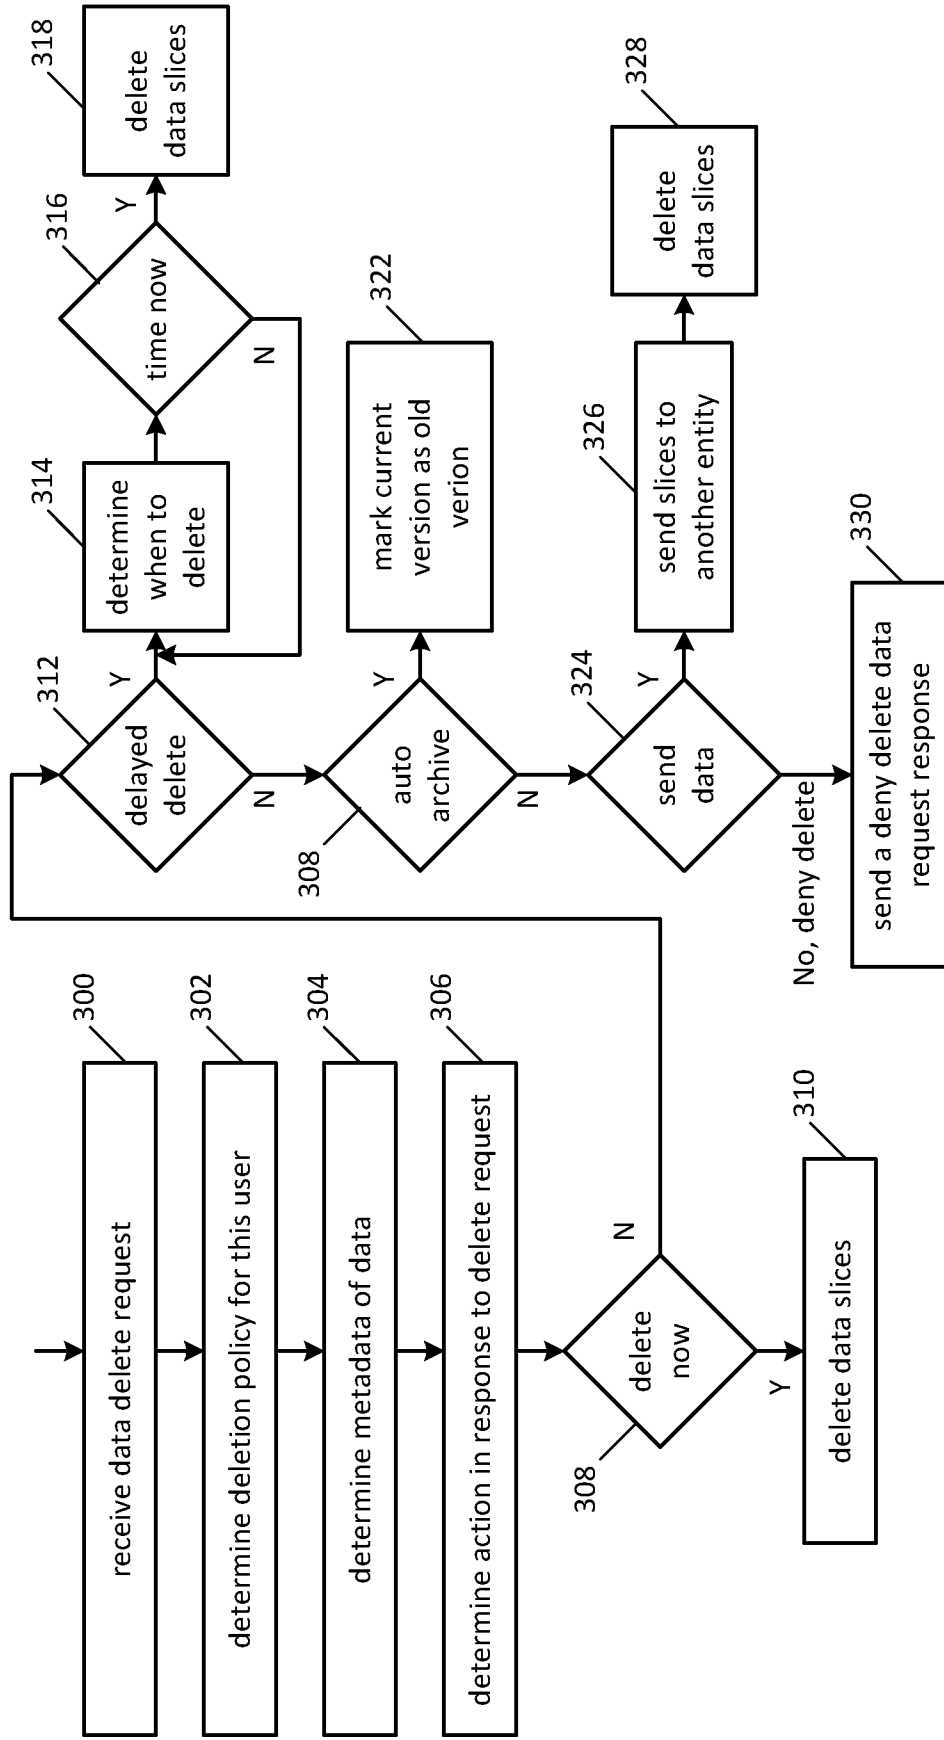 300
receive data delete request
302
determine deletion policy for this user
304
determine metadata of data
306
determine action in response to delete request
308
delete
now
N
Y
310
delete data slices
312
delayed
delete
Y
N
314
determine
when to
delete
316
time now
Y
N
318
delete
data slices
308
auto
archive
Y
N
322
mark current
version as old
verion
324
send
data
Y
No, deny delete
326
send slices to
another entity
328
delete
data slices
330
send a deny delete data
request response